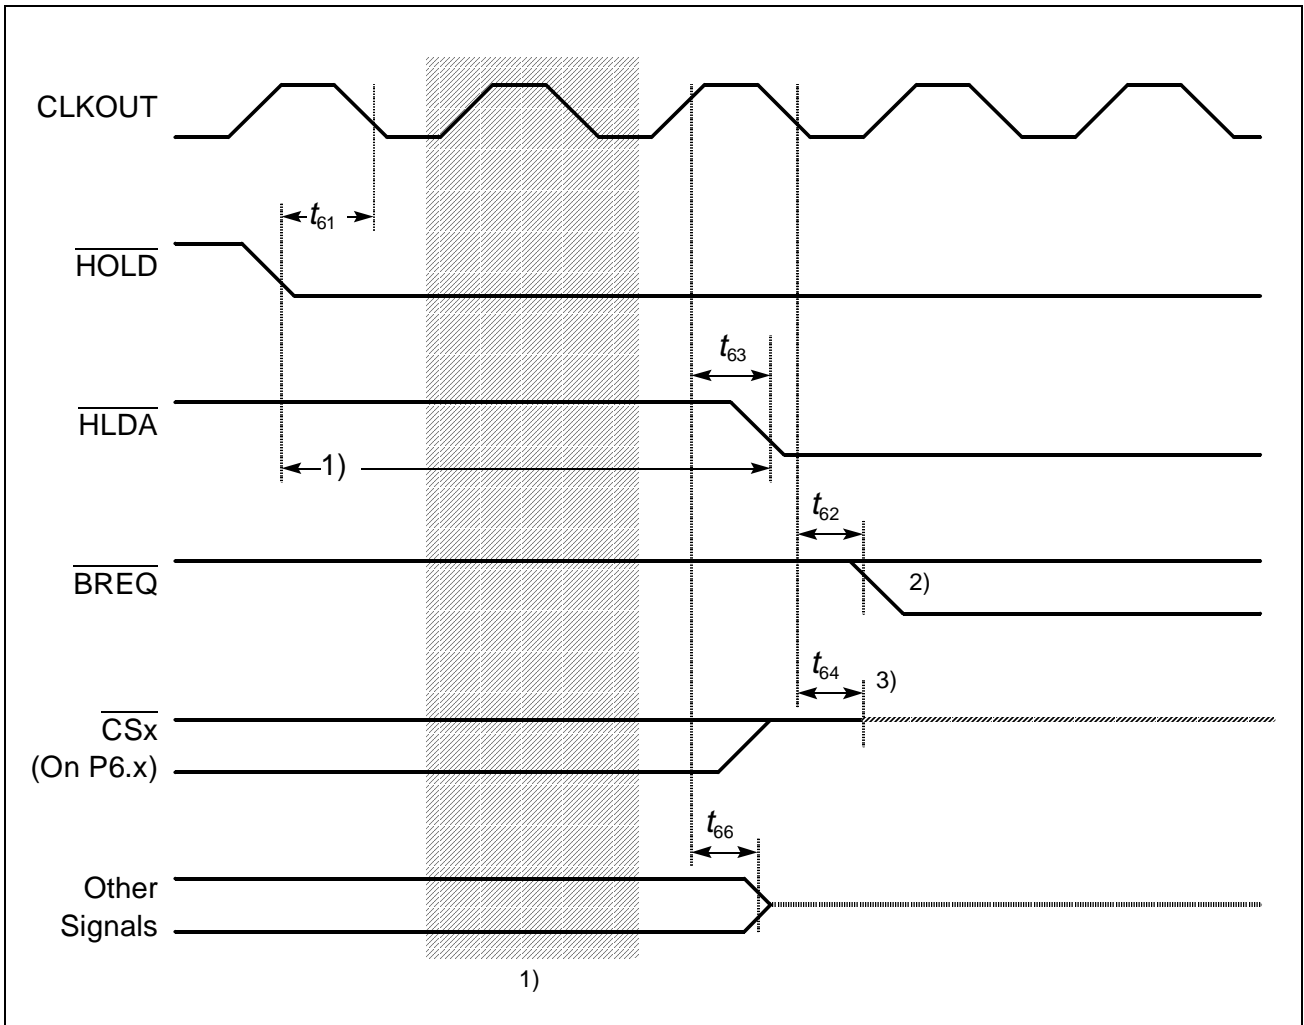 CLKOUT
t61
HOLD
t63
HLDA
1)
t62
BREQ
2)
t64
3)
CSx
(On P6.x)
t66
Other
Signals
1)